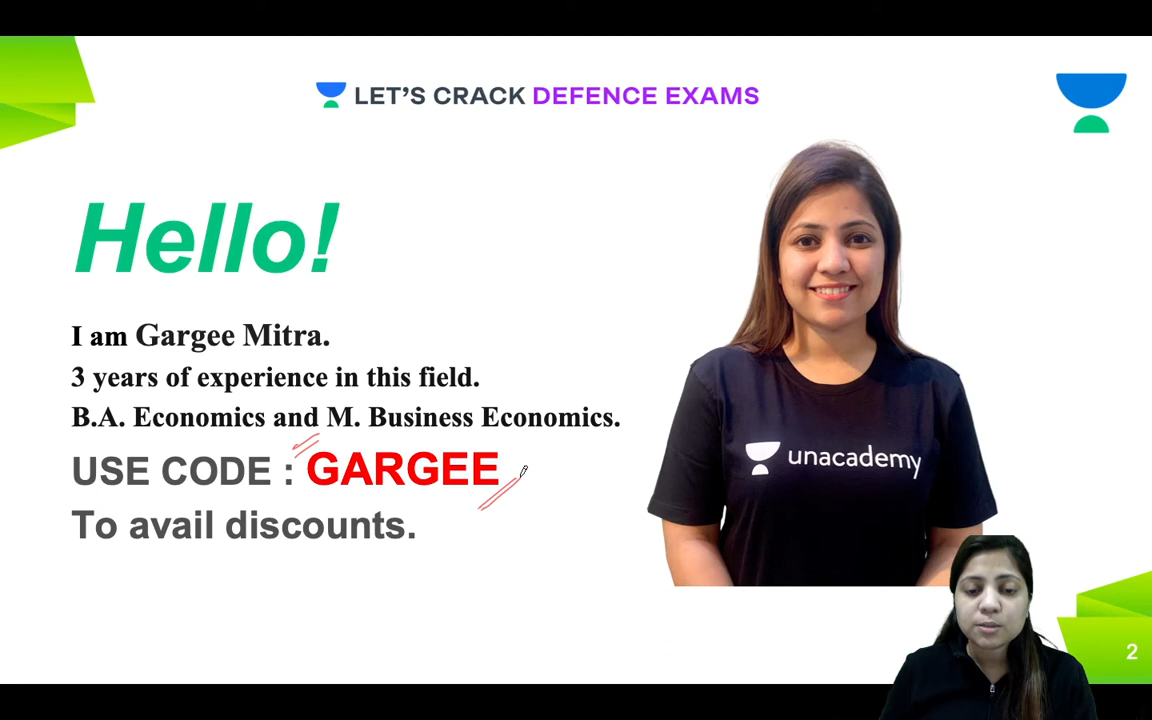 LET'S CRACK DEFENCE EXAMS
Hello!
I am Gargee Mitra.
3 years of experience in this field.
B.A. Economics and M. Business Economics.
USE CODE : GARGEE
To avail discounts.
unacademy
2